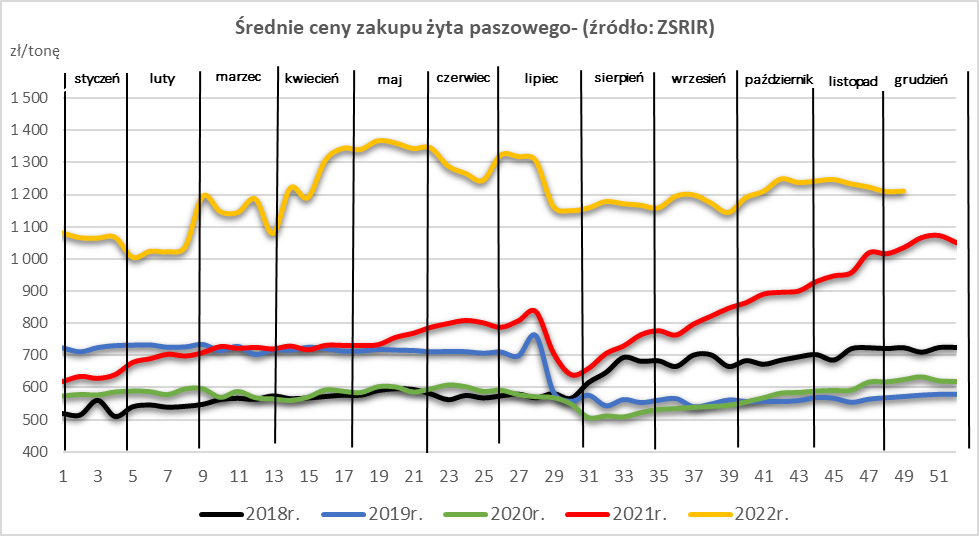 Średnie ceny zakupu żyta paszowego- (źródło: ZSRIR)
zł/tonę
styczeń luty marzec kwiecień maj czerwiec lipiec sierpień wrzesień październik listopad grudzień
1 500
1 400
1 300
1 200
1 100
1 000
900
800
700
600
500
400
1 3 5 7 9 11 13 15 17 19 21 23 25 27 29 31 33 35 37 39 41 43 45 47 49 51
2018r. 2019r. 2020r. 2021r. 2022r.